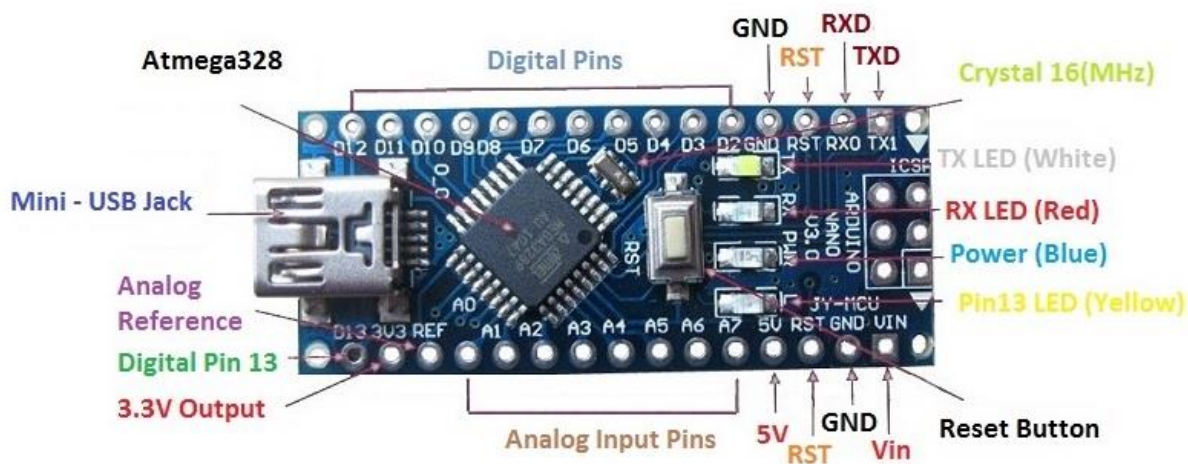 GND
RXD
RST
TXD
Atmega328
Digital Pins
Crystal 16(MHz)
D12 D11 D10 D9 D8 D7 D6 D5 D4 D3 D2 GND RST RX0 TX1
ICSP
TX
TX LED (White)
Mini - USB Jack
RX
RX LED (Red)
ARDUINO
NANO
V3.0
RST
PWR
Power (Blue)
Analog
Reference
A0
L
JY-MCU
Pin13 LED (Yellow)
D13 3V3 REF A1 A2 A3 A4 A5 A6 A7 5V RST GND VIN
Digital Pin 13
3.3V Output
Analog Input Pins
5V
RST
GND
Vin
Reset Button